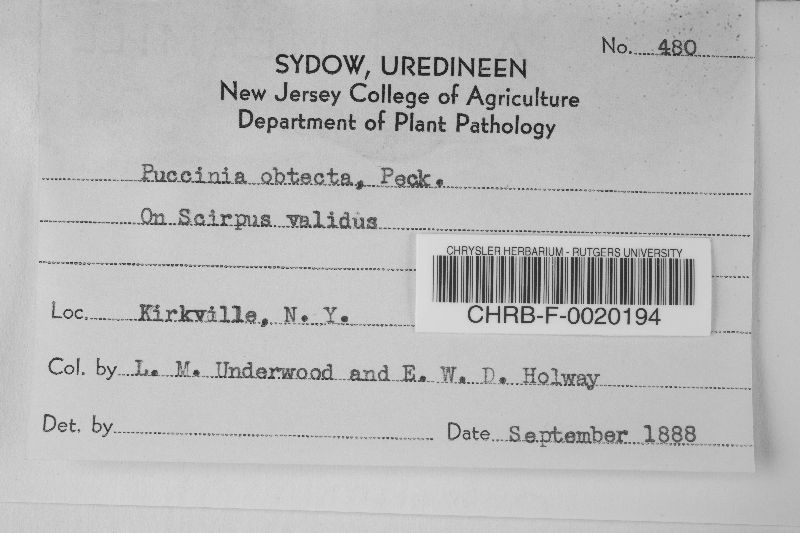 No. 480
SYDOW, UREDINEEN
New Jersey College of Agriculture
Department of Plant Pathology
Puccinia obtecta, Peck.
On Scirpus validus
CHRYSLER HERBARIUM - RUTGERS UNIVERSITY
CHRB-F-0020194
Loc. Kirkville, N. Y.
Col. by L. M. Underwood and E. W. D. Holway
Det. by
Date September 1888